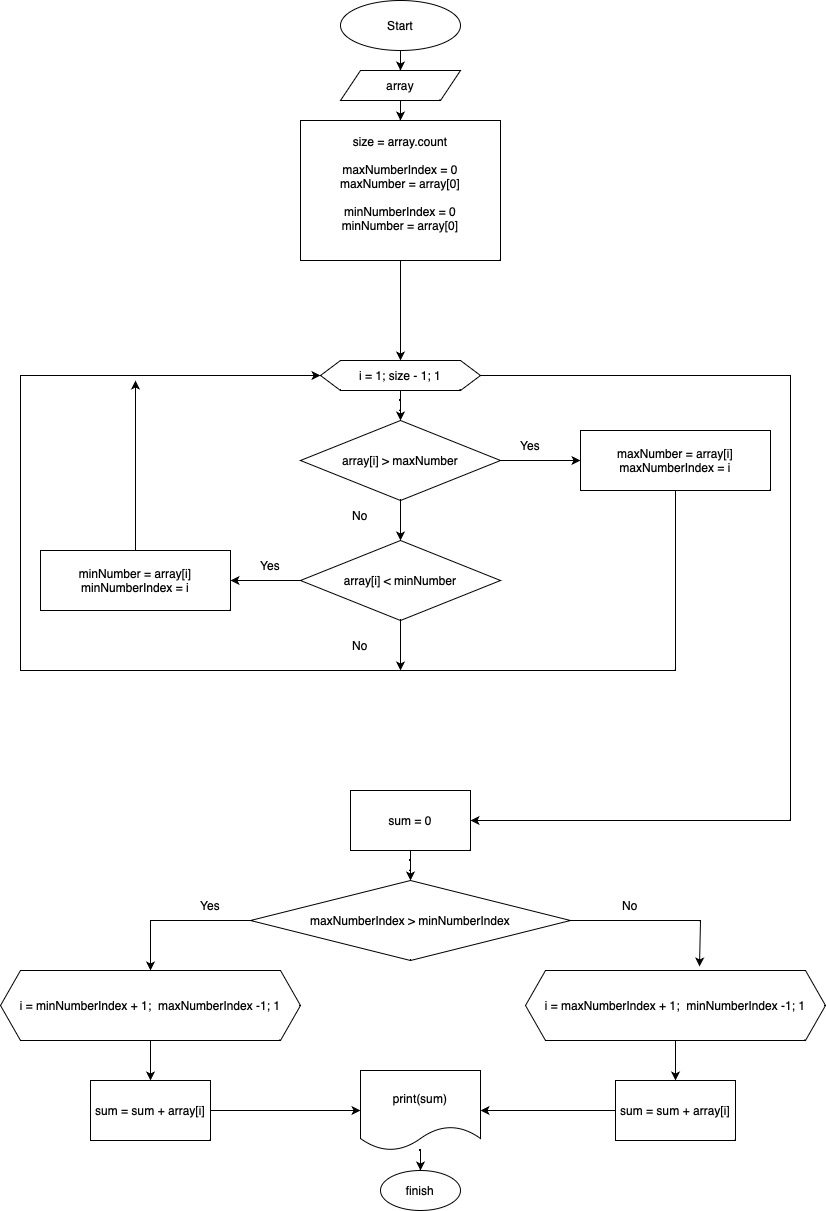 Start
array
size = array.count
maxNumberIndex = 0
maxNumber = array[0]
minNumberIndex = 0
minNumber = array[0]
i = 1; size - 1; 1
array[i] > maxNumber
Yes
maxNumber = array[i]
maxNumberIndex = i
No
array[i] < minNumber
Yes
minNumber = array[i]
minNumberIndex = i
No
sum = 0
maxNumberIndex > minNumberIndex
Yes
No
i = minNumberIndex + 1; maxNumberIndex -1; 1
i = maxNumberIndex + 1; minNumberIndex -1; 1
sum = sum + array[i]
print(sum)
sum = sum + array[i]
finish